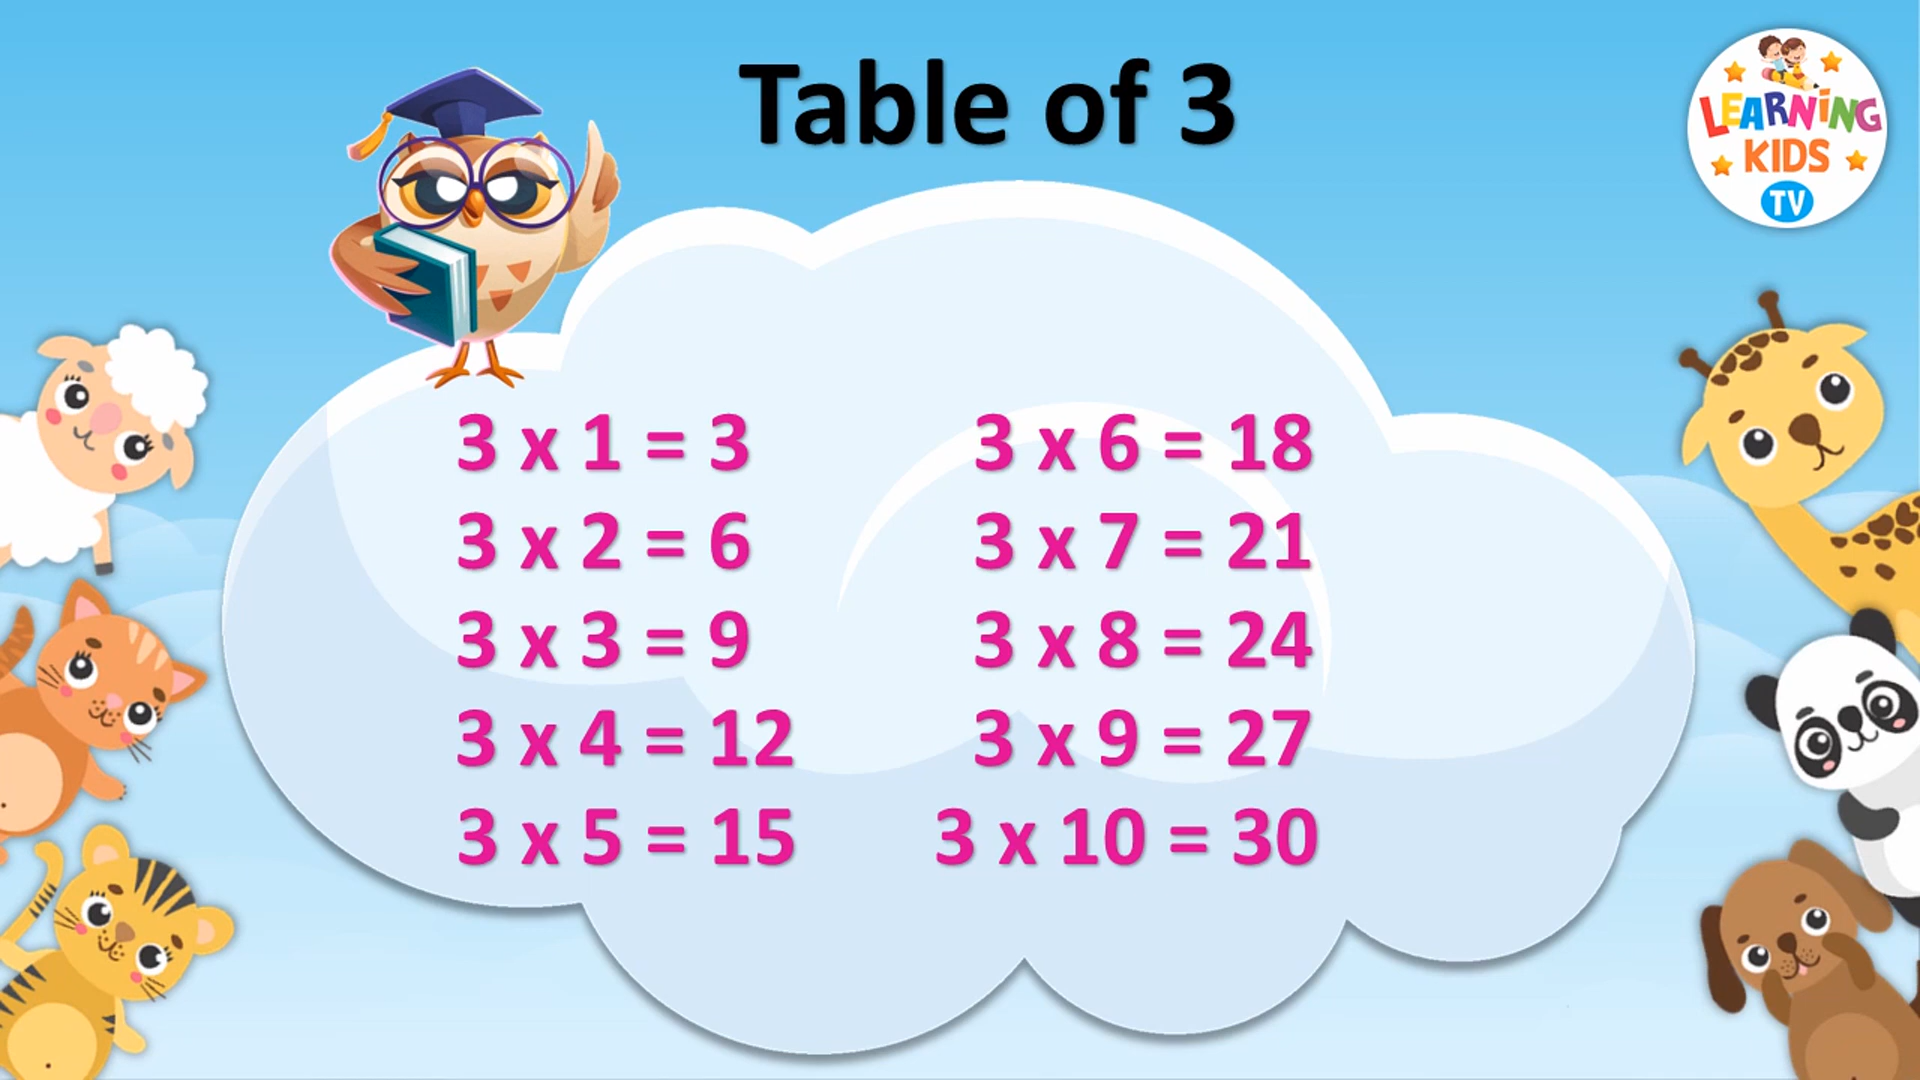 Table of 3
LEARNING
KIDS
TV
3 x 1 = 3
3 x 2 = 6
3 x 3 = 9
3 x 4 = 12
3 x 5 = 15
3 x 6 = 18
3 x 7 = 21
3 x 8 = 24
3 x 9 = 27
3 x 10 = 30